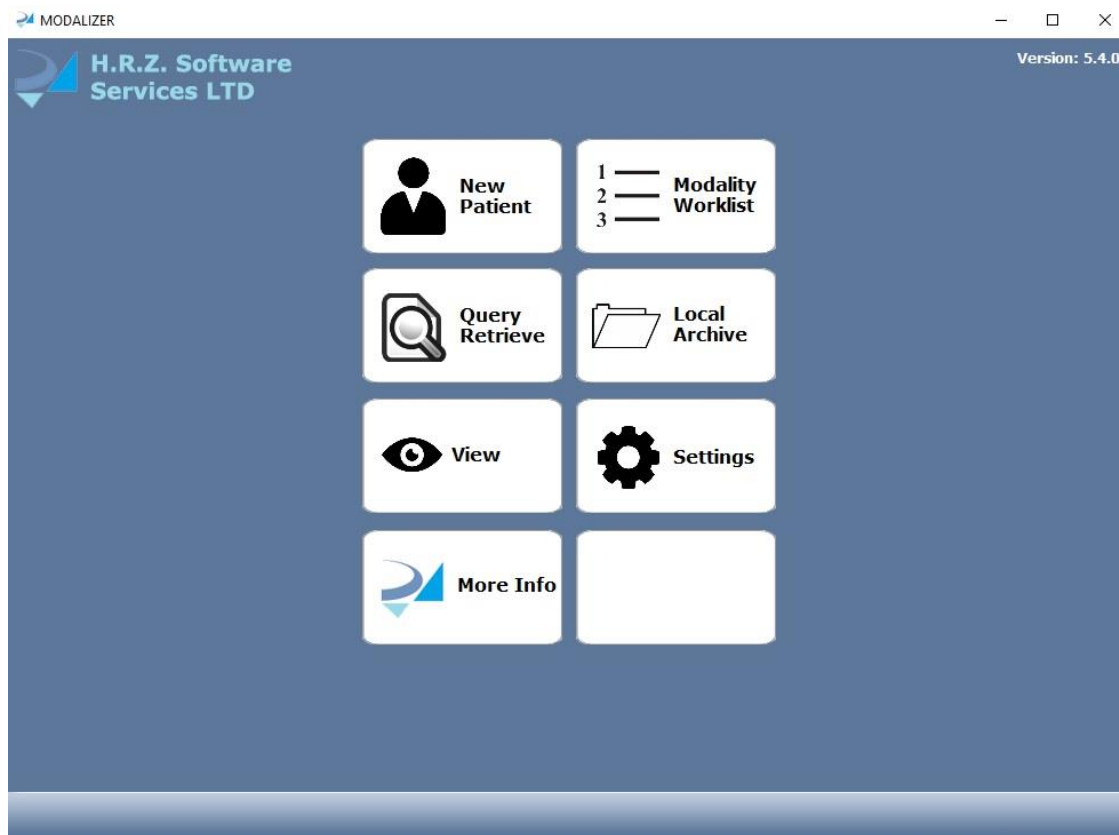 MODALIZER
H.R.Z. Software
Services LTD
Version: 5.4.0
New
Patient
1
2
3
Modality
Worklist
Query
Retrieve
Local
Archive
View
Settings
More Info